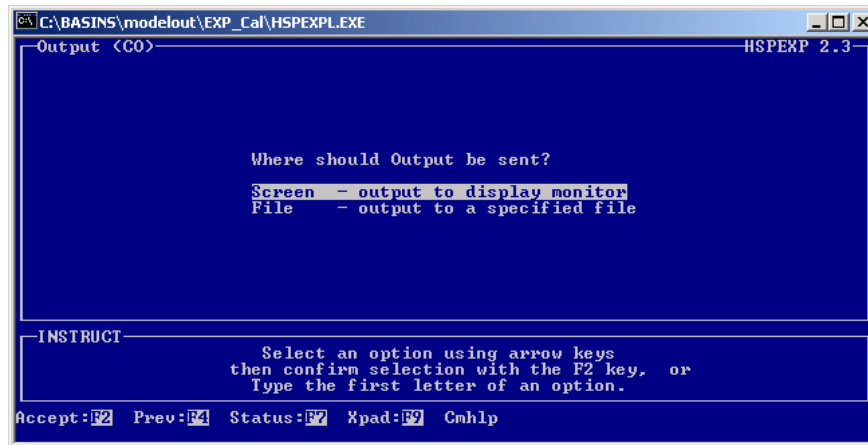 C:\BASINS\modelout\EXP_Cal\HSPEXPL.EXE
Output (CO) HSPEXP 2.3
Where should Output be sent?
Screen - output to display monitor
File - output to a specified file
INSTRUCT
Select an option using arrow keys
then confirm selection with the F2 key, or
Type the first letter of an option.
Accept:F2 Prev:F4 Status:F7 Xpad:F9 Cmhlp